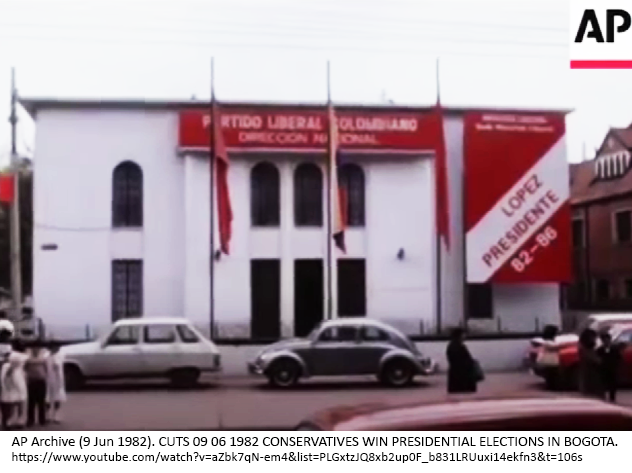 AP
PARTIDO LIBERAL COLOMBIANO
DIRECCION NACIONAL
LOPEZ
PRESIDENTE
82-86
AP Archive (9 Jun 1982). CUTS 09 06 1982 CONSERVATIVES WIN PRESIDENTIAL ELECTIONS IN BOGOTA.
https://www.youtube.com/watch?v=aZbk7qN-em4&list=PLGxtzJQ8xb2up0F_b831LRUuxi14ekfn3&t=106s